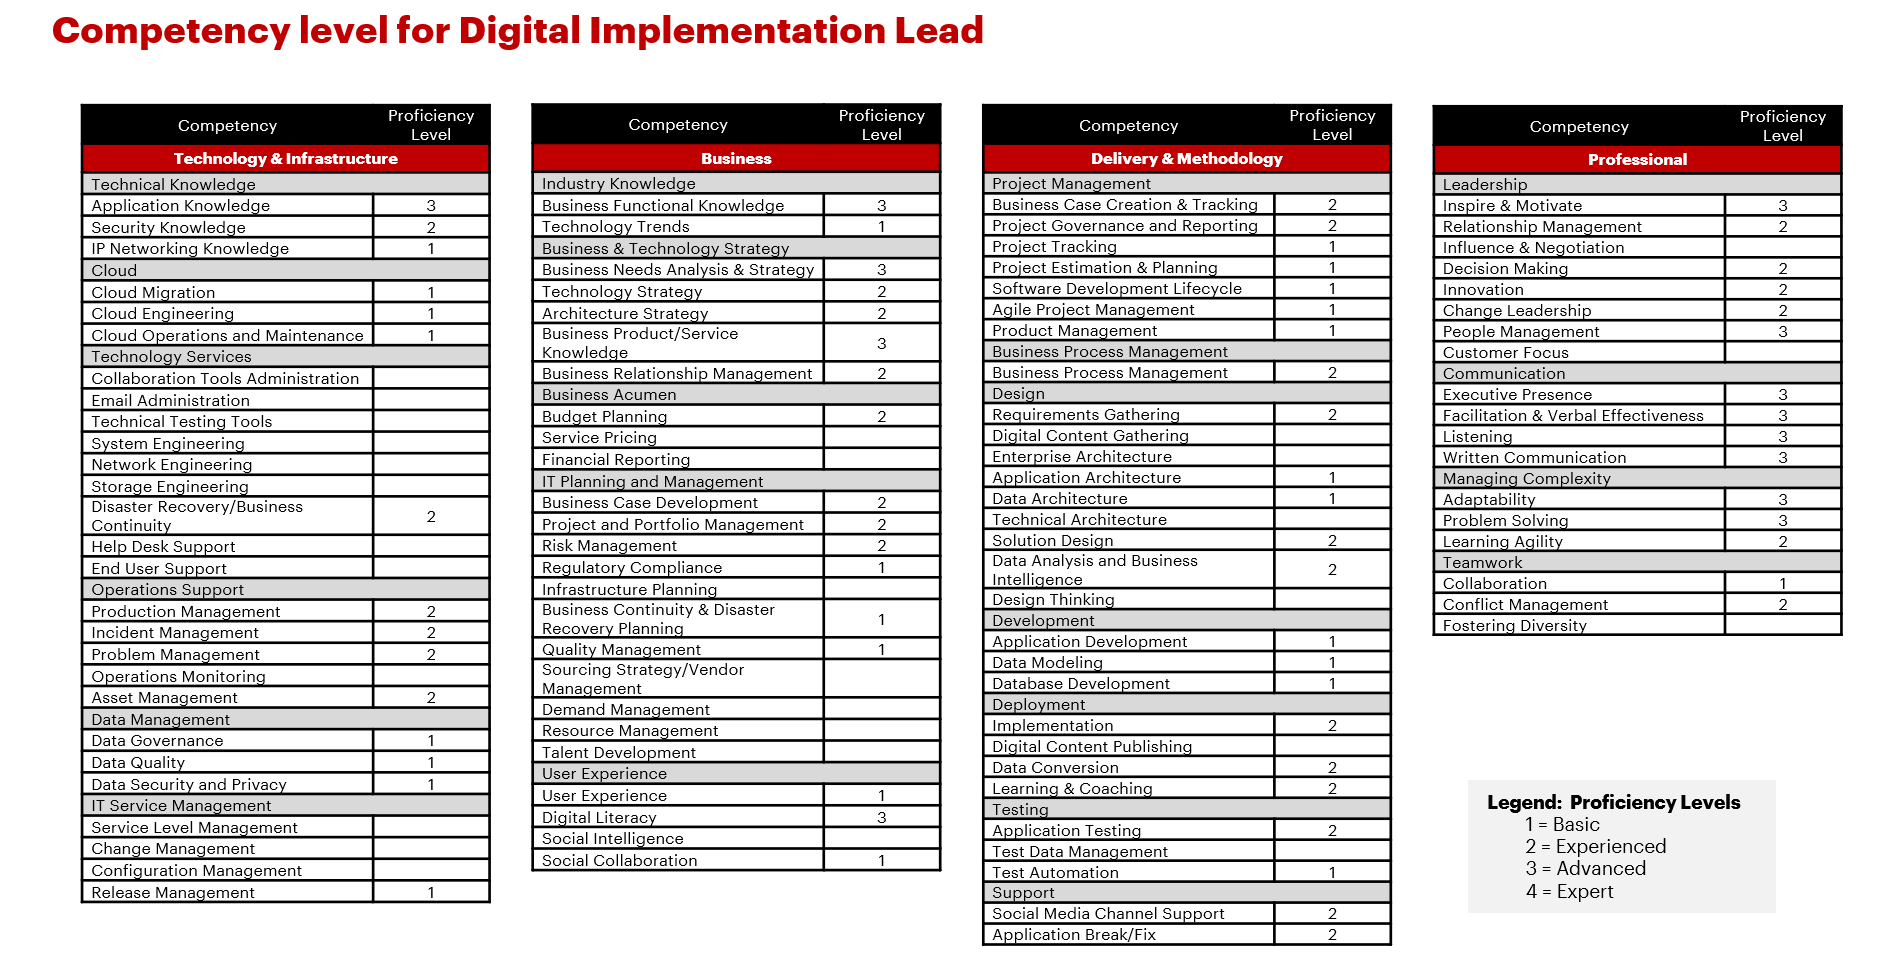 Competency level for Digital Implementation Lead
Competency Proficiency
Level
Technology & Infrastructure
Technical Knowledge
Application Knowledge 3
Security Knowledge 2
IP Networking Knowledge 1
Cloud
Cloud Migration 1
Cloud Engineering 1
Cloud Operations and Maintenance 1
Technology Services
Collaboration Tools Administration
Email Administration
Technical Testing Tools
System Engineering
Network Engineering
Storage Engineering
Disaster Recovery/Business
Continuity 2
Help Desk Support
End User Support
Operations Support
Production Management 2
Incident Management 2
Problem Management 2
Operations Monitoring
Asset Management 2
Data Management
Data Governance 1
Data Quality 1
Data Security and Privacy 1
IT Service Management
Service Level Management
Change Management
Configuration Management
Release Management 1
Competency Proficiency
Level
Business
Industry Knowledge
Business Functional Knowledge 3
Technology Trends 1
Business & Technology Strategy
Business Needs Analysis & Strategy 3
Technology Strategy 2
Architecture Strategy 2
Business Product/Service
Knowledge 3
Business Relationship Management 2
Business Acumen
Budget Planning 2
Service Pricing
Financial Reporting
IT Planning and Management
Business Case Development 2
Project and Portfolio Management 2
Risk Management 2
Regulatory Compliance 1
Infrastructure Planning
Business Continuity & Disaster
Recovery Planning 1
Quality Management 1
Sourcing Strategy/Vendor
Management
Demand Management
Resource Management
Talent Development
User Experience
User Experience 1
Digital Literacy 3
Social Intelligence
Social Collaboration 1
Competency Proficiency
Level
Delivery & Methodology
Project Management
Business Case Creation & Tracking 2
Project Governance and Reporting 2
Project Tracking 1
Project Estimation & Planning 1
Software Development Lifecycle 1
Agile Project Management 1
Product Management 1
Business Process Management
Business Process Management 2
Design
Requirements Gathering 2
Digital Content Gathering
Enterprise Architecture
Application Architecture 1
Data Architecture 1
Technical Architecture
Solution Design 2
Data Analysis and Business
Intelligence 2
Design Thinking
Development
Application Development 1
Data Modeling 1
Database Development 1
Deployment
Implementation 2
Digital Content Publishing
Data Conversion 2
Learning & Coaching 2
Testing
Application Testing 2
Test Data Management
Test Automation 1
Support
Social Media Channel Support 2
Application Break/Fix 2
Competency Proficiency
Level
Professional
Leadership
Inspire & Motivate 3
Relationship Management 2
Influence & Negotiation
Decision Making 2
Innovation 2
Change Leadership 2
People Management 3
Customer Focus
Communication
Executive Presence 3
Facilitation & Verbal Effectiveness 3
Listening 3
Written Communication 3
Managing Complexity
Adaptability 3
Problem Solving 3
Learning Agility 2
Teamwork
Collaboration 1
Conflict Management 2
Fostering Diversity
Legend: Proficiency Levels
1 = Basic
2 = Experienced
3 = Advanced
4 = Expert